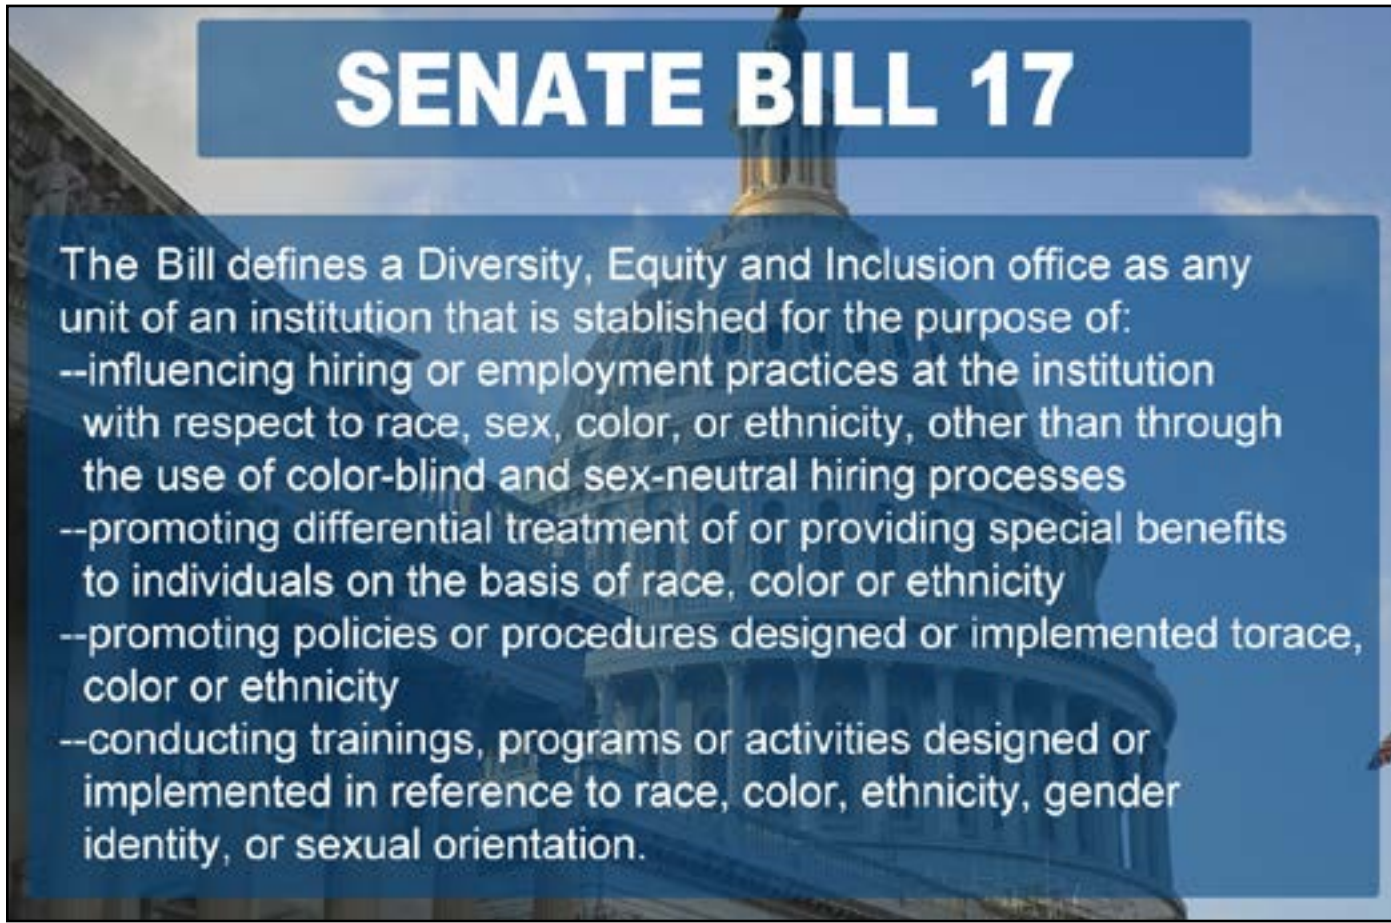 SENATE BILL 17
The Bill defines a Diversity, Equity and Inclusion office as any
unit of an institution that is stablished for the purpose of:
--influencing hiring or employment practices at the institution
with respect to race, sex, color, or ethnicity, other than through
the use of color-blind and sex-neutral hiring processes
--promoting differential treatment of or providing special benefits
to individuals on the basis of race, color or ethnicity
--promoting policies or procedures designed or implemented torace,
color or ethnicity
--conducting trainings, programs or activities designed or
implemented in reference to race, color, ethnicity, gender
identity, or sexual orientation.